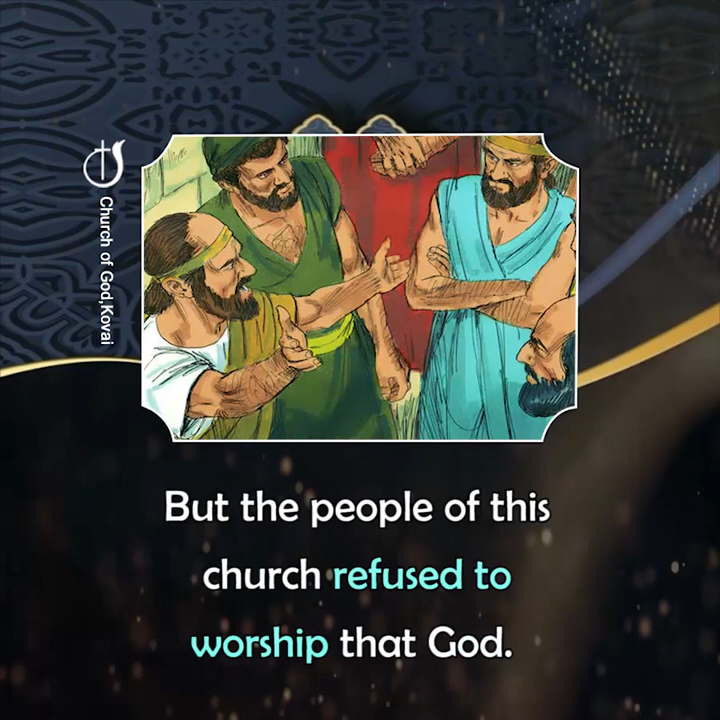 Church of God,Kovai
But the people of this
church refused to
worship that God.